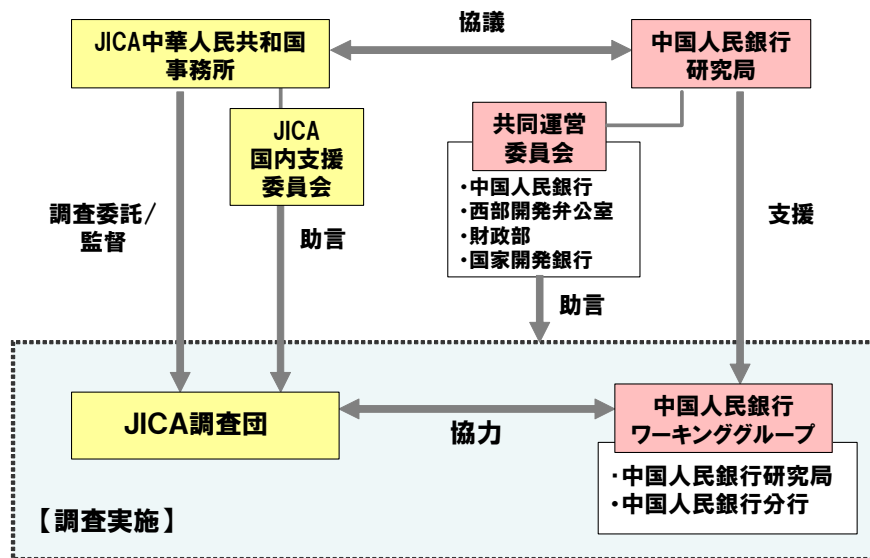 JICA中華人民共和国
事務所
協議
中国人民銀行
研究局
JICA
国内支援
委員会
共同運営
委員会
・中国人民銀行
・西部開発弁公室
・財政部
・国家開発銀行
調査委託/
監督
助言
支援
助言
JICA調査団
協力
中国人民銀行
ワーキンググループ
・中国人民銀行研究局
・中国人民銀行分行
【調査実施】